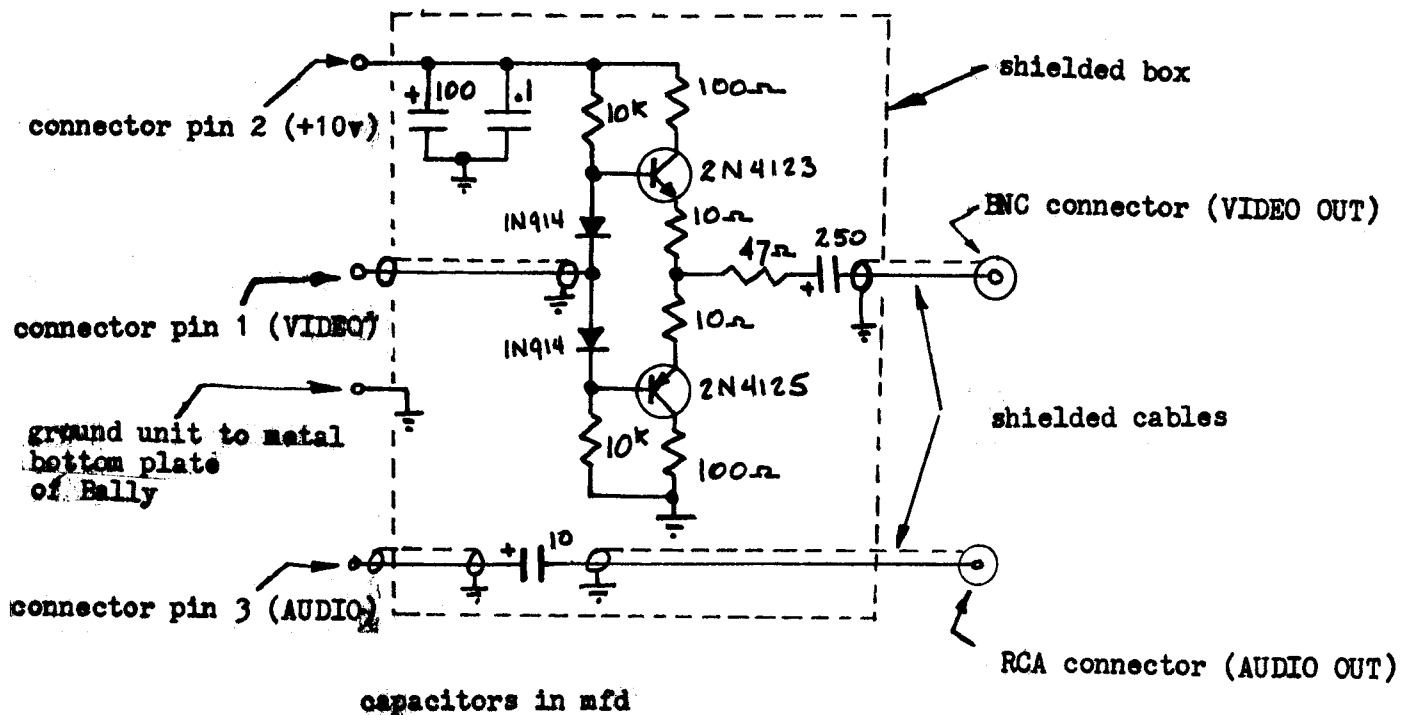 shielded box
+ 100
.1
10k
100Ω
connector pin 2 (+10v)
2N4123
1N914
10Ω
BNC connector (VIDEO OUT)
47Ω
250
+
connector pin 1 (VIDEO)
10Ω
1N914
2N4125
ground unit to metal
bottom plate
of Bally
shielded cables
10k
100Ω
+
10
connector pin 3 (AUDIO)
RCA connector (AUDIO OUT)
capacitors in mfd